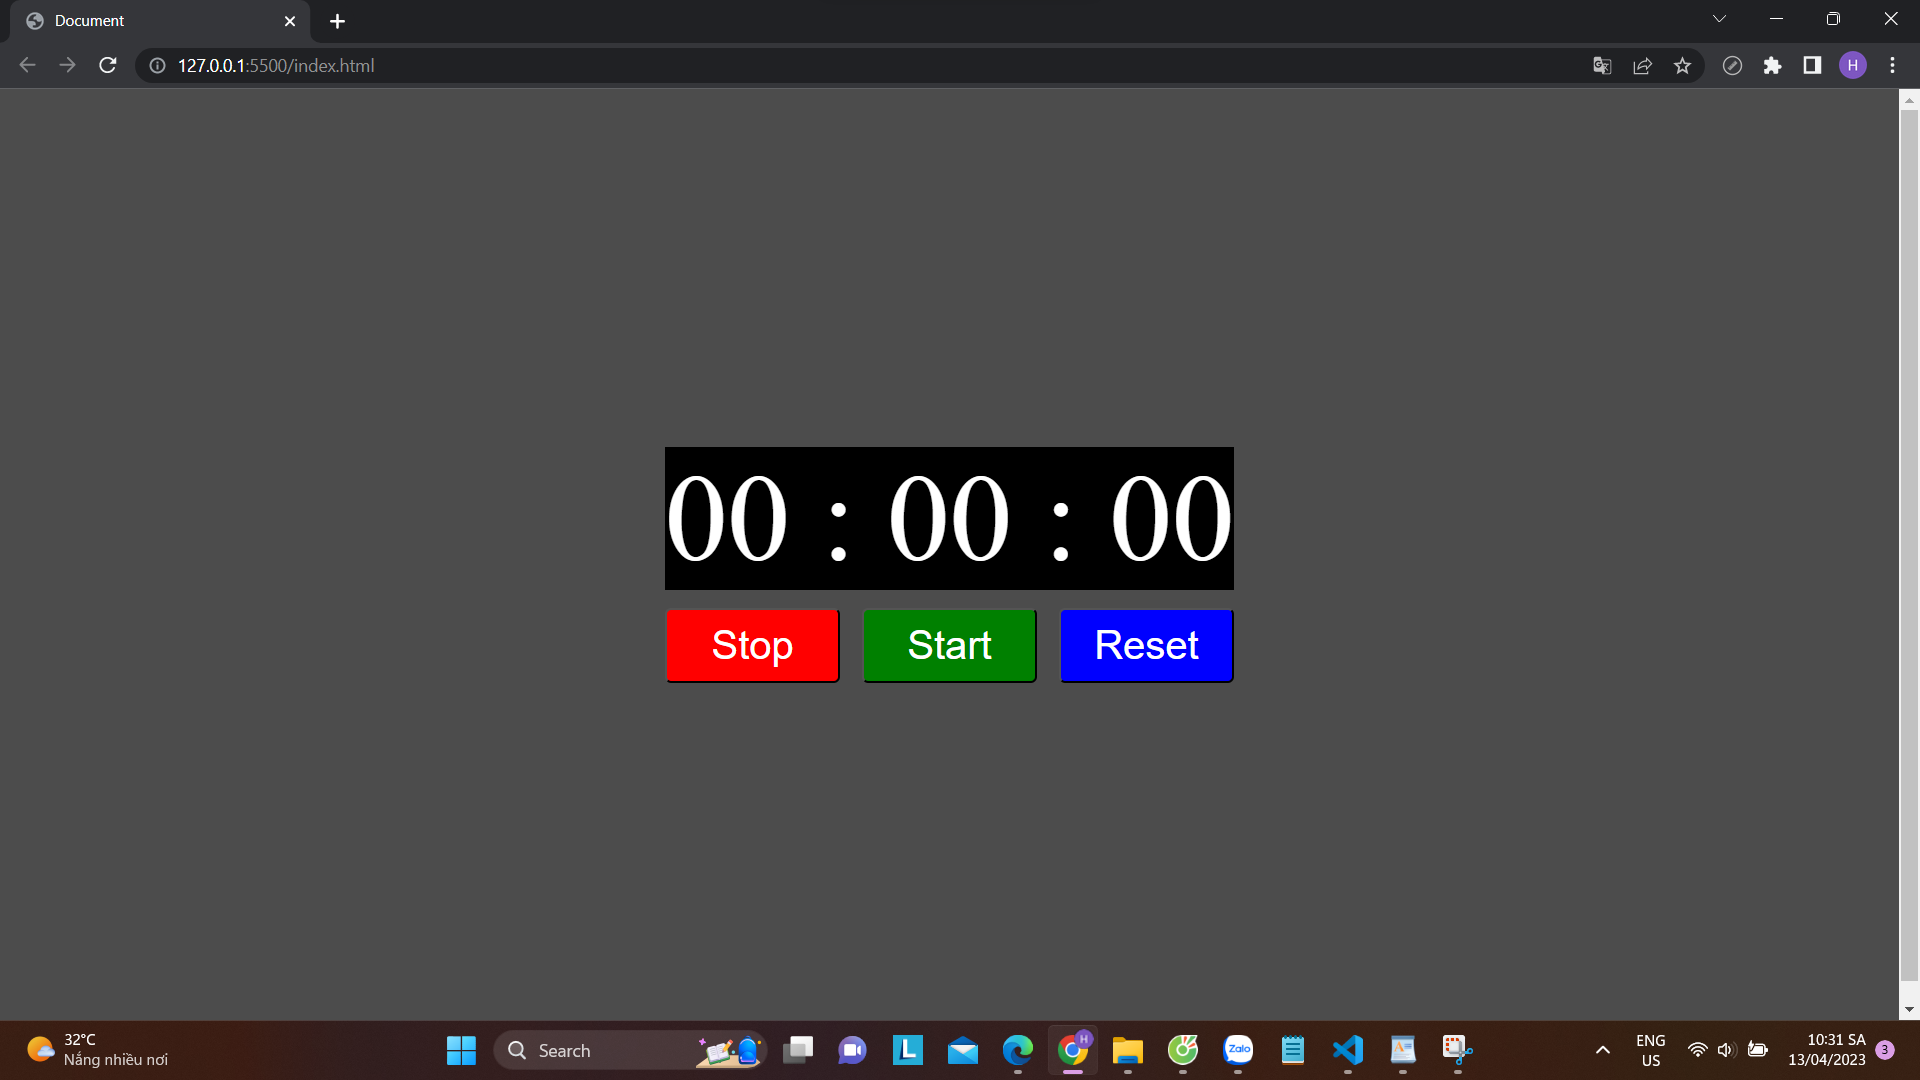 Document
127.0.0.1:5500/index.html
H
00 : 00 : 00
Stop
Start
Reset
32°C
Nắng nhiều nơi
Search
L
H
Zalo
ENG
US
10:31 SA
13/04/2023
3